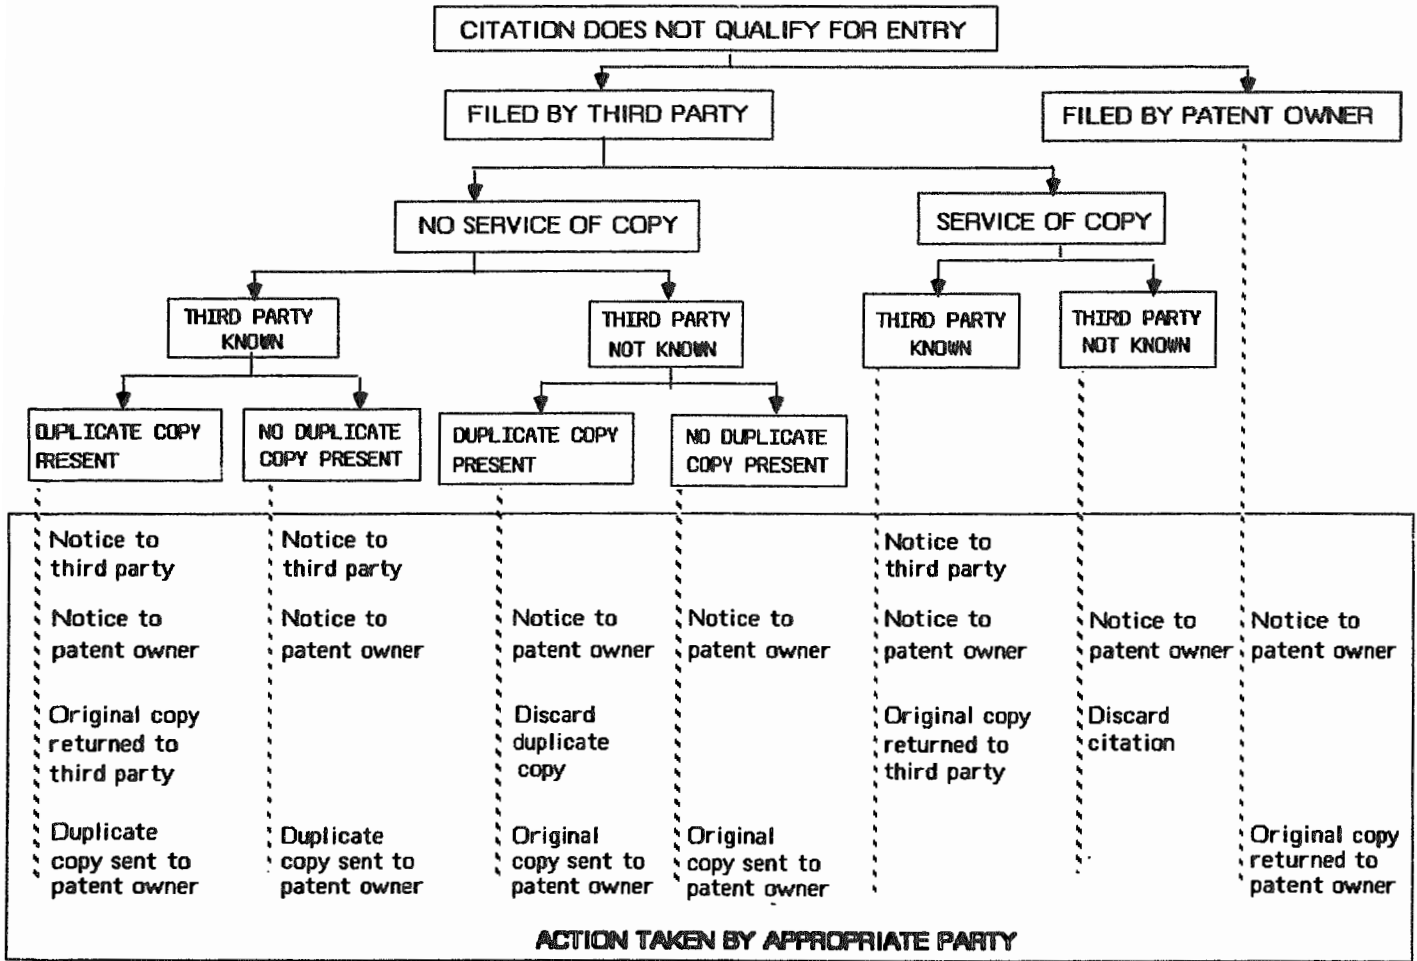 CITATION DOES NOT QUALIFY FOR ENTRY
FILED BY THIRD PARTY
FILED BY PATENT OWNER
NO SERVICE OF COPY
SERVICE OF COPY
THIRD PARTY
KNOWN
THIRD PARTY
NOT KNOWN
THIRD PARTY
KNOWN
THIRD PARTY
NOT KNOWN
DUPLICATE COPY
PRESENT
NO DUPLICATE
COPY PRESENT
DUPLICATE COPY
PRESENT
NO DUPLICATE
COPY PRESENT
Notice to
third party
Notice to
patent owner
Original copy
returned to
third party
Duplicate
copy sent to
patent owner
Notice to
third party
Notice to
patent owner
Duplicate
copy sent to
patent owner
Notice to
patent owner
Discard
duplicate
copy
Original
copy sent to
patent owner
Notice to
patent owner
Original
copy sent to
patent owner
Notice to
third party
Notice to
patent owner
Original copy
returned to
third party
Notice to
patent owner
Discard
citation
Notice to
patent owner
Original copy
returned to
patent owner
ACTION TAKEN BY APPROPRIATE PARTY